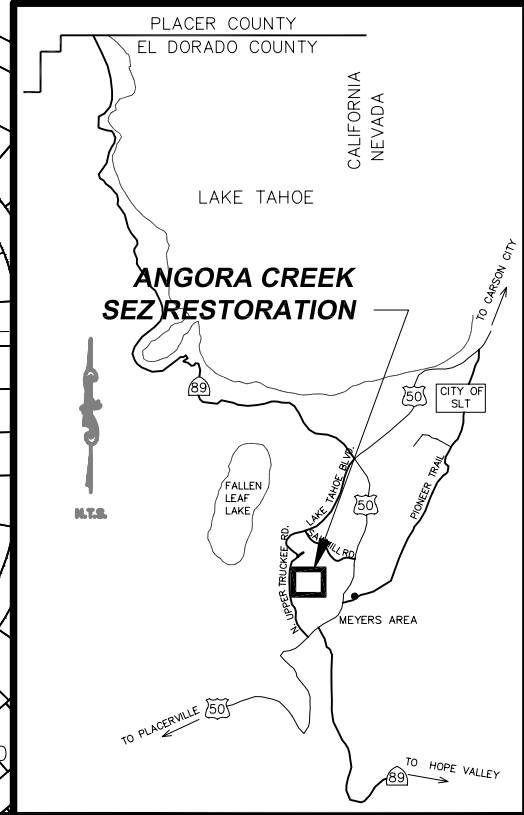 PLACER COUNTY
EL DORADO COUNTY
CALIFORNIA
NEVADA
LAKE TAHOE
ANGORA CREEK
SEZ RESTORATION
TO CARSON CITY
89
50
CITY OF
SLT
N.T.S.
FALLEN
LEAF
LAKE
LAKE TAHOE BLVD.
50
PIONEER TRAIL
SAWMILL RD.
N. UPPER TRUCKEE RD.
MEYERS AREA
TO PLACERVILLE
50
TO HOPE VALLEY
89